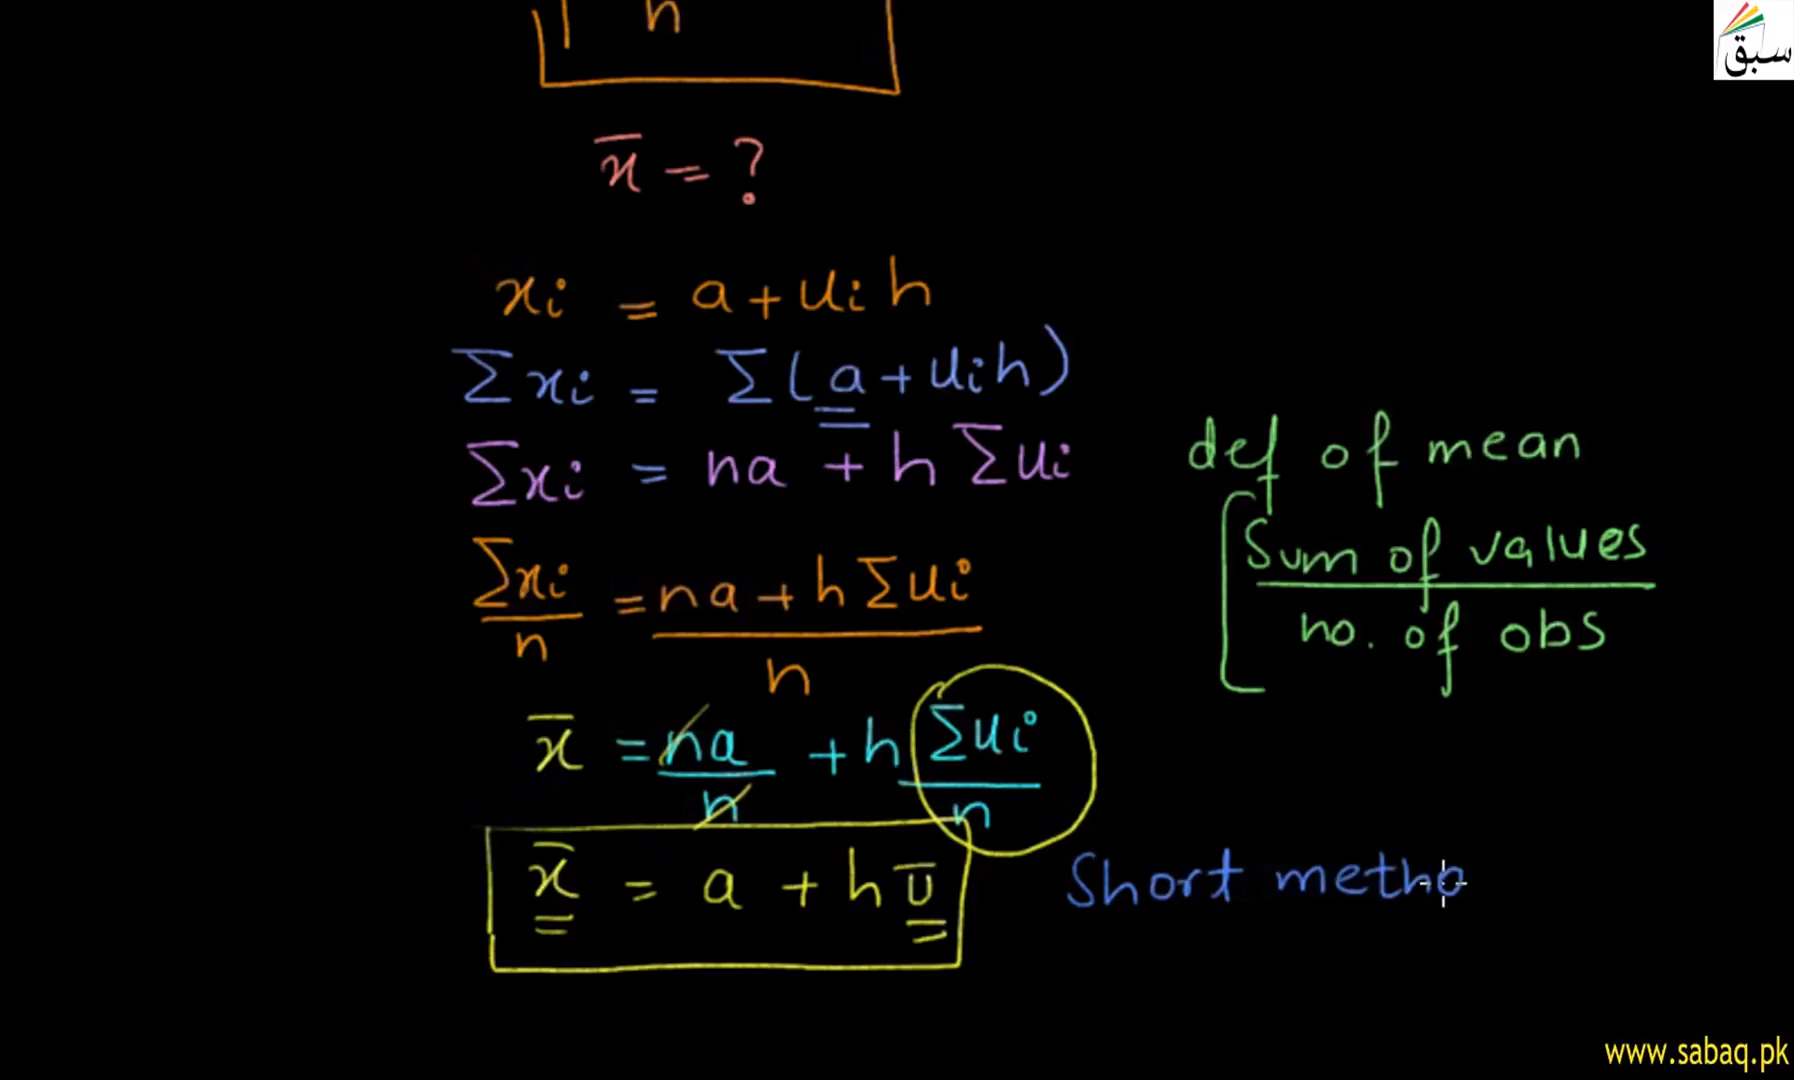 h
سبق
x̄ = ?
xi = a + ui h
Σxi = Σ(a + uih)
Σxi = na + hΣui
def of mean
Sum of values / no. of obs
Σxi / n = na + hΣui / n
x̄ = na / n + h Σui / n
x̄ = a + hū
Short metho
www.sabaq.pk